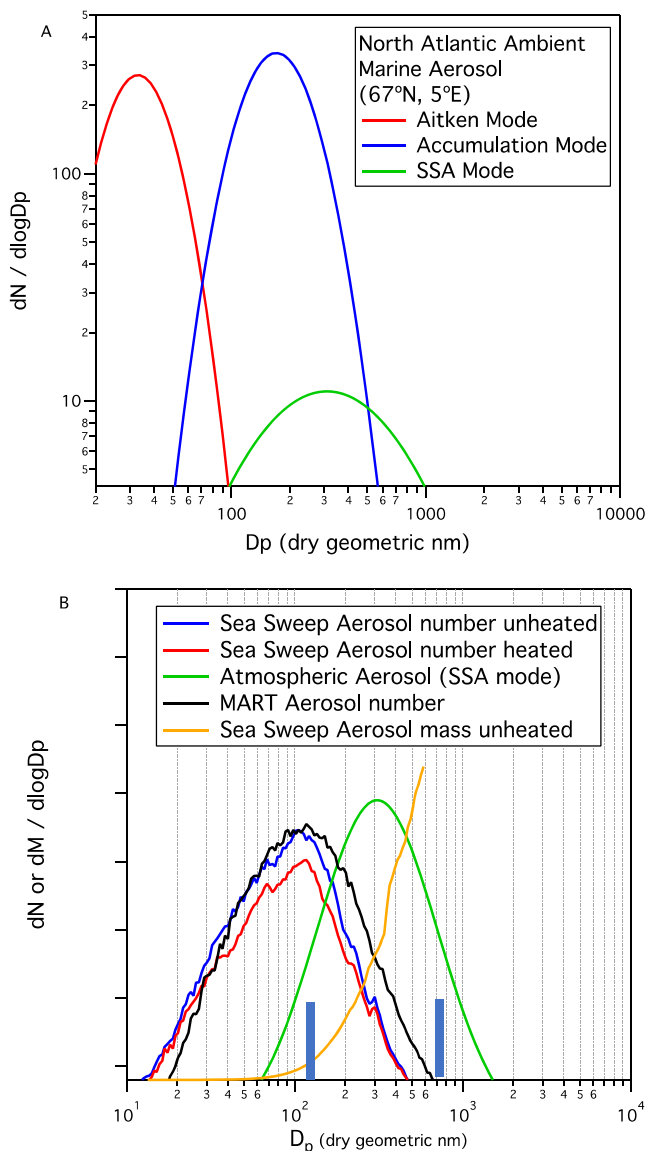 A
5
4
3
2
100
8
7
6
5
4
3
2
10
8
7
6
5
dN / dlogDp
North Atlantic Ambient
Marine Aerosol
(67ºN, 5ºE)
Aitken Mode
Accumulation Mode
SSA Mode
2 3 4 5 6 7 2 3 4 5 6 7 2 3 4 5 6 7
100 1000 10000
Dp (dry geometric nm)
B
dN or dM / dlogDp
Sea Sweep Aerosol number unheated
Sea Sweep Aerosol number heated
Atmospheric Aerosol (SSA mode)
MART Aerosol number
Sea Sweep Aerosol mass unheated
2 3 4 5 6 2 3 4 5 6 2 3 4 5 6
10¹ 10² 10³ 10⁴
Dₚ (dry geometric nm)